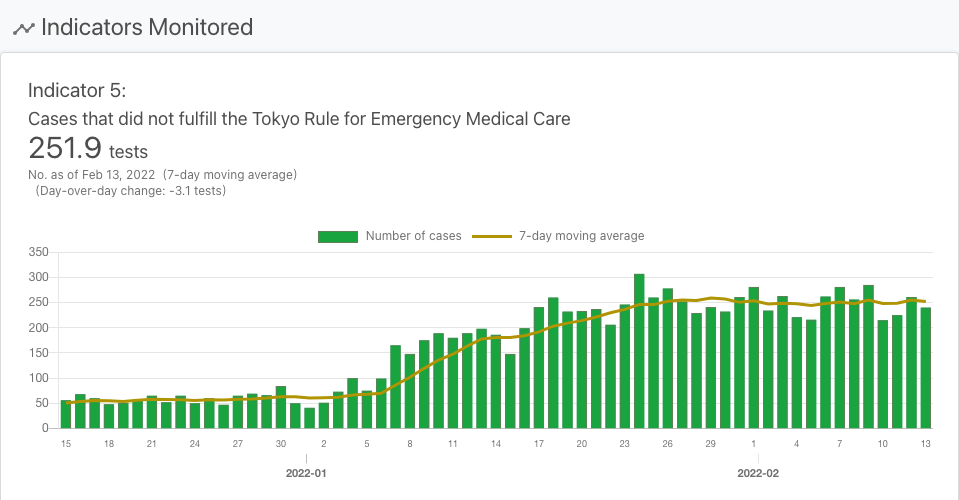 Indicators Monitored
Indicator 5:
Cases that did not fulfill the Tokyo Rule for Emergency Medical Care
251.9 tests
No. as of Feb 13, 2022 (7-day moving average)
(Day-over-day change: -3.1 tests)
Number of cases 7-day moving average
350
300
250
200
150
100
50
0
15 18 21 24 27 30 2 5 8 11 14 17 20 23 26 29 1 4 7 10 13
2022-01 2022-02